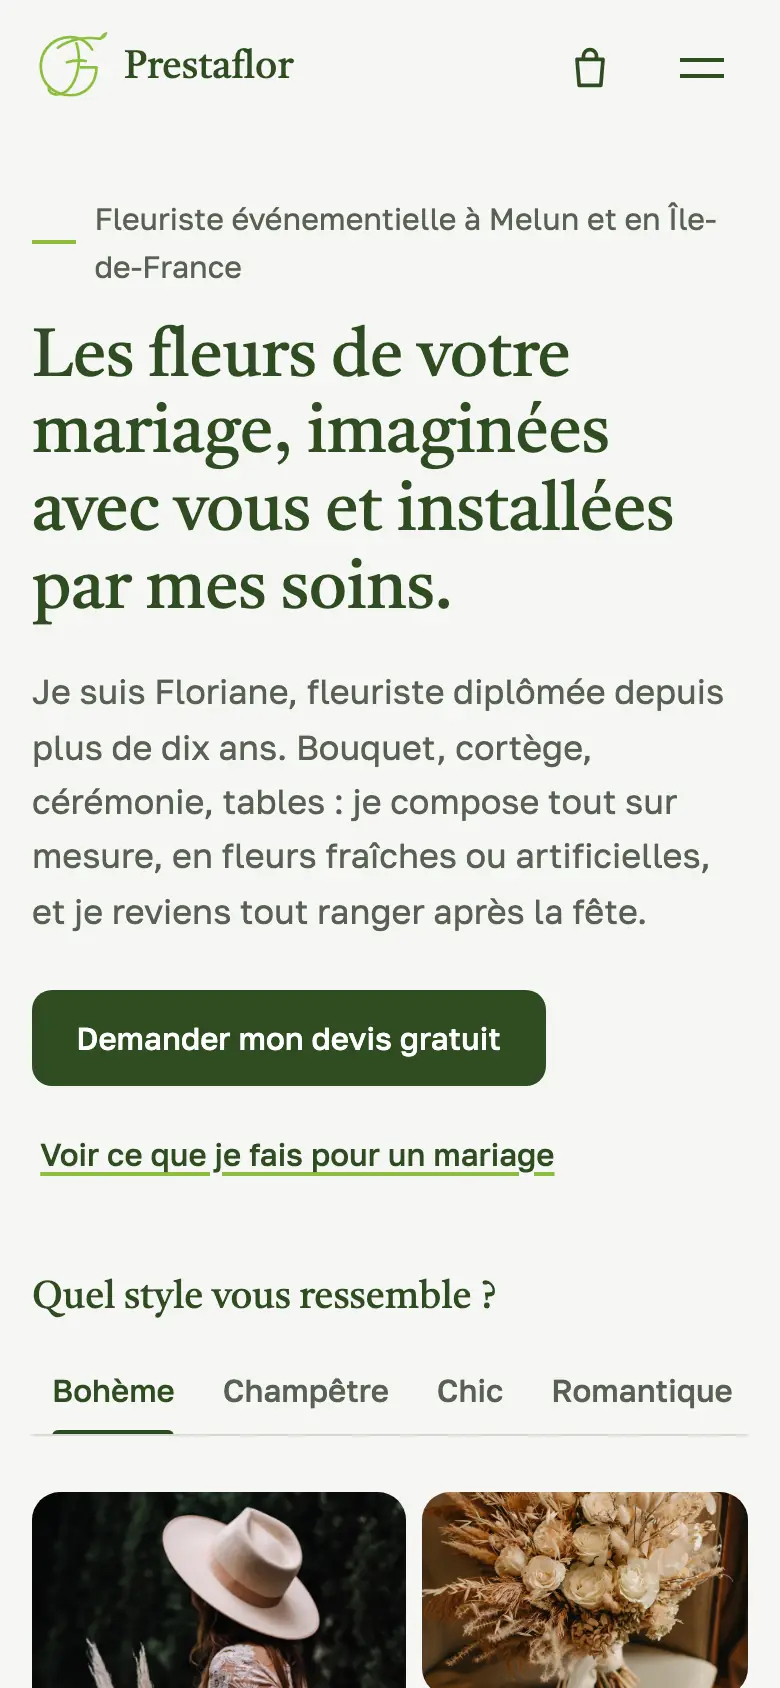 Prestaflor
Fleuriste événementielle à Melun et en Île-
de-France
Les fleurs de votre
mariage, imaginées
avec vous et installées
par mes soins.
Je suis Floriane, fleuriste diplômée depuis
plus de dix ans. Bouquet, cortège,
cérémonie, tables : je compose tout sur
mesure, en fleurs fraîches ou artificielles,
et je reviens tout ranger après la fête.
Demander mon devis gratuit
Voir ce que je fais pour un mariage
Quel style vous ressemble ?
Bohème Champêtre Chic Romantique